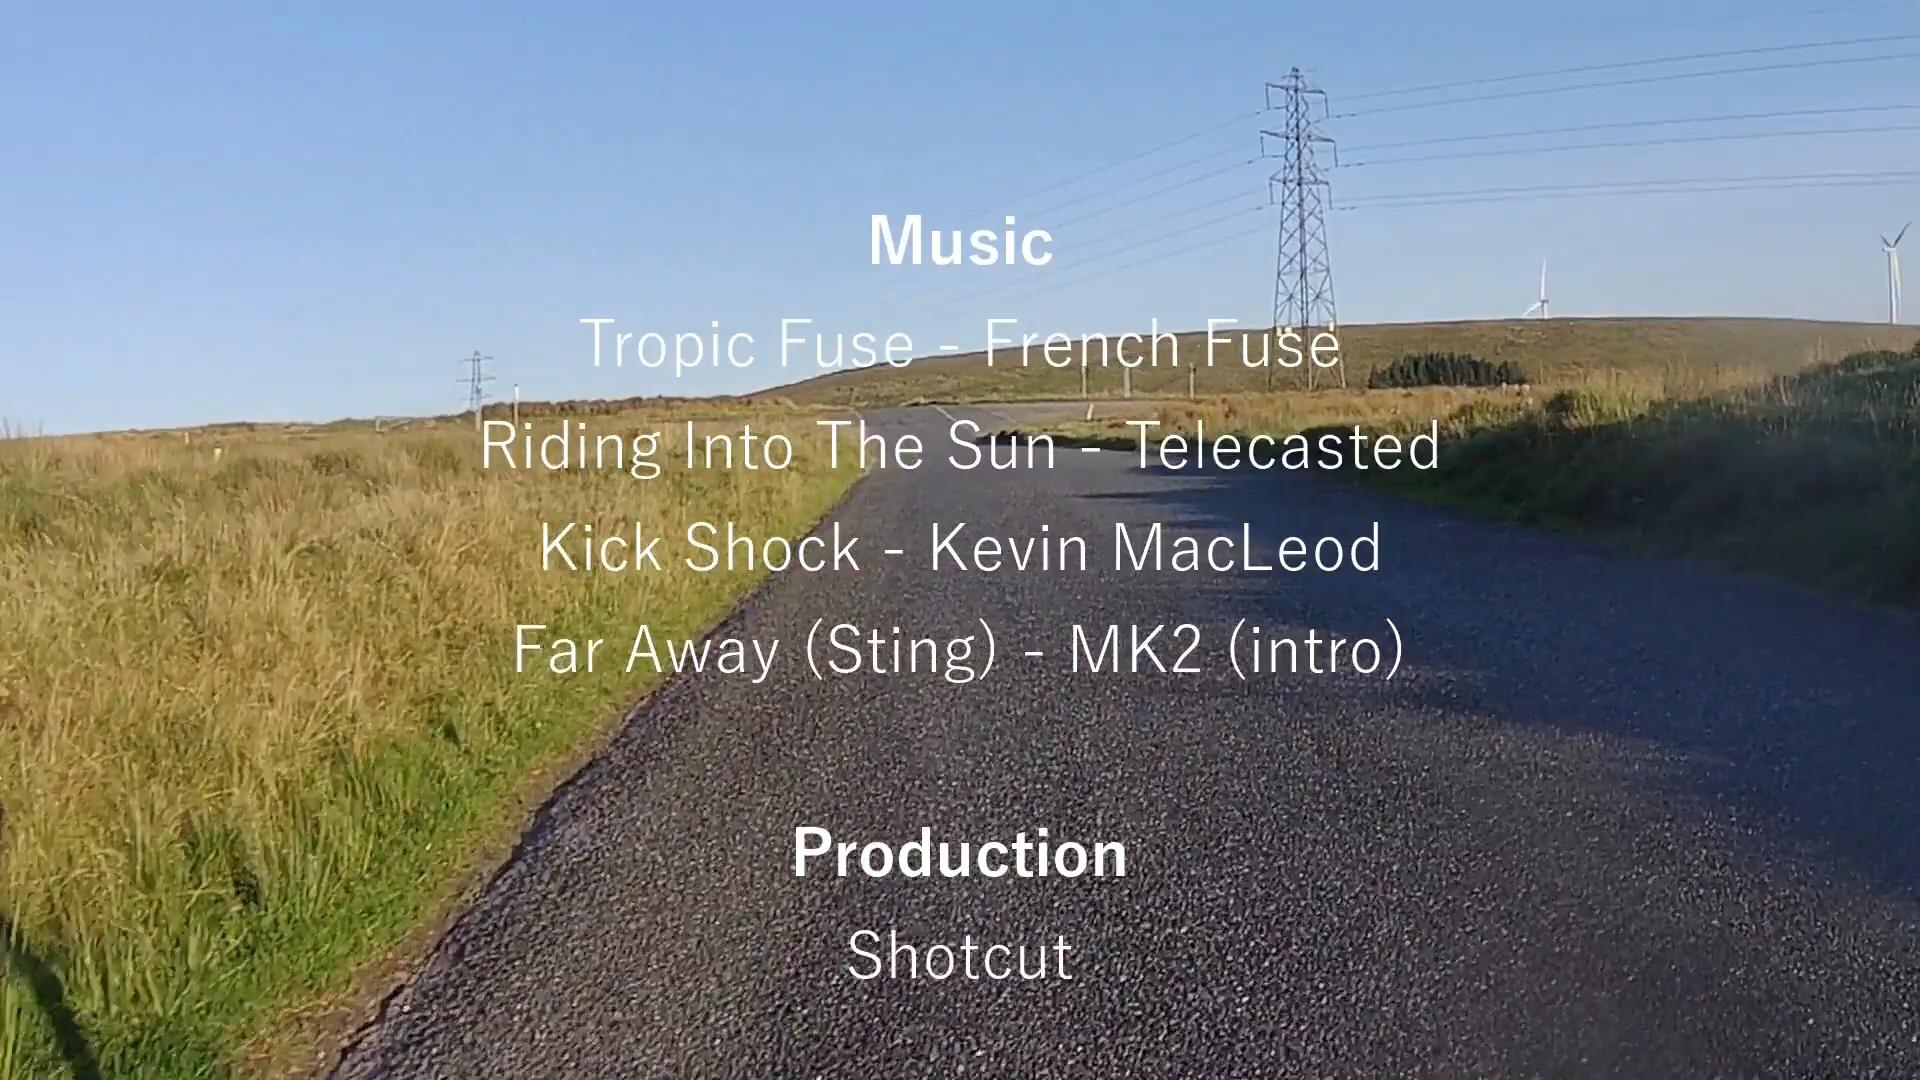 Music
Tropic Fuse - French Fuse
Riding Into The Sun - Telecasted
Kick Shock - Kevin MacLeod
Far Away (Sting) - MK2 (intro)
Production
Shotcut